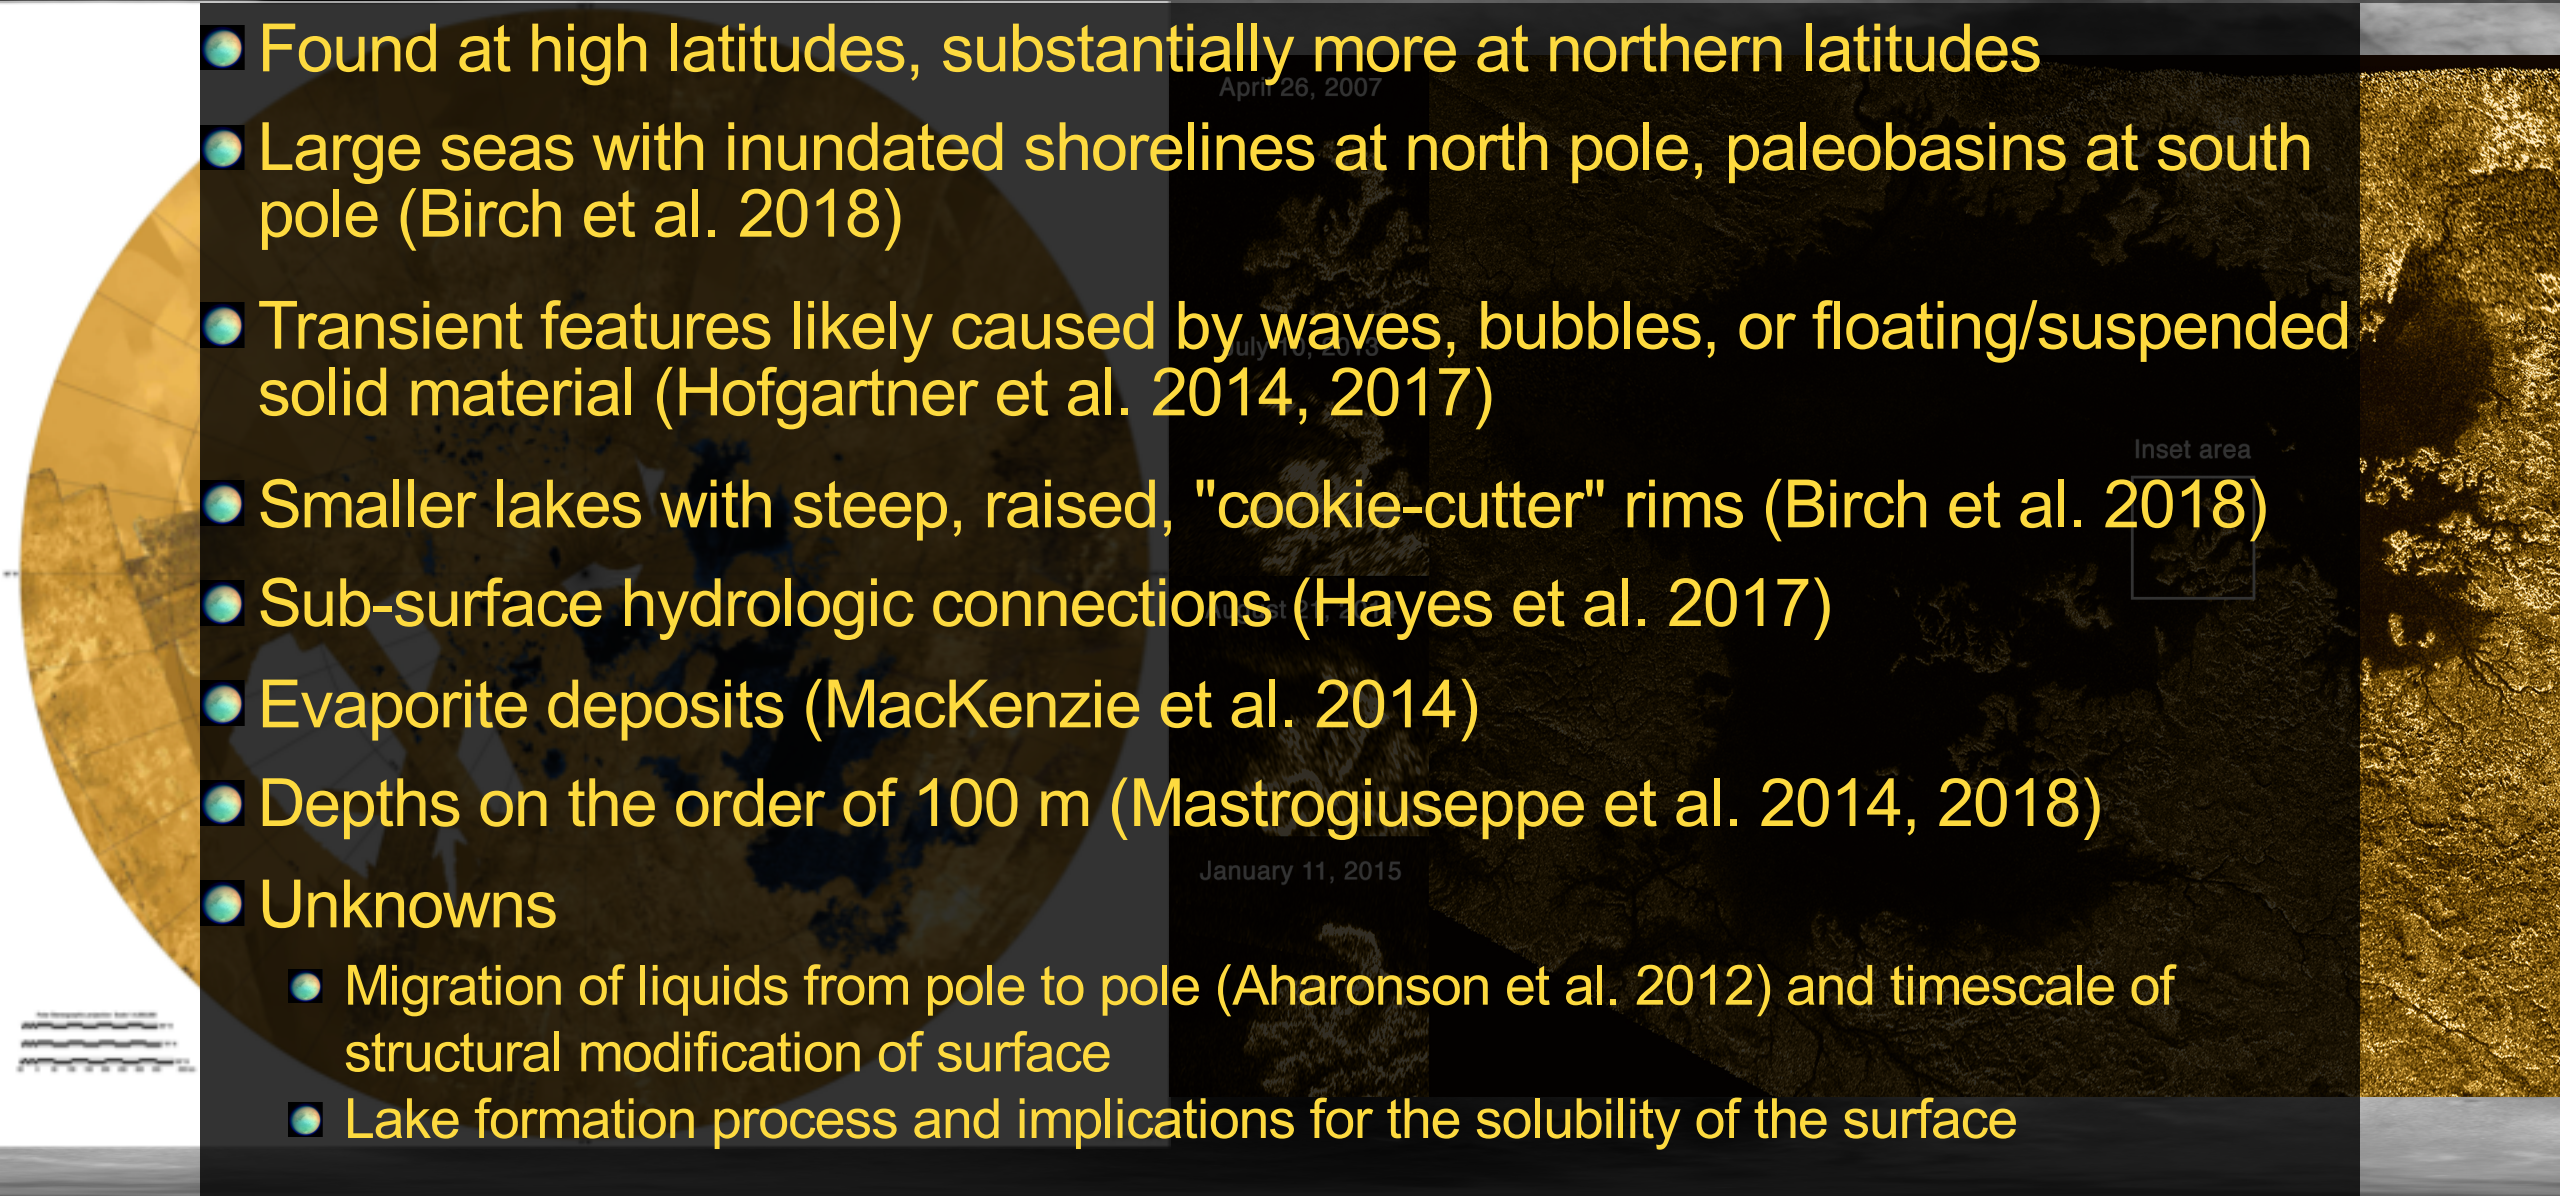 Found at high latitudes, substantially more at northern latitudes
April 26, 2007
Large seas with inundated shorelines at north pole, paleobasins at south
pole (Birch et al. 2018)
Transient features likely caused by waves, bubbles, or floating/suspended
July 10, 2013
solid material (Hofgartner et al. 2014, 2017)
Inset area
Smaller lakes with steep, raised, "cookie-cutter" rims (Birch et al. 2018)
Sub-surface hydrologic connections (Hayes et al. 2017)
August 21, 2014
Evaporite deposits (MacKenzie et al. 2014)
Depths on the order of 100 m (Mastrogiuseppe et al. 2014, 2018)
January 11, 2015
Unknowns
Migration of liquids from pole to pole (Aharonson et al. 2012) and timescale of
structural modification of surface
Lake formation process and implications for the solubility of the surface